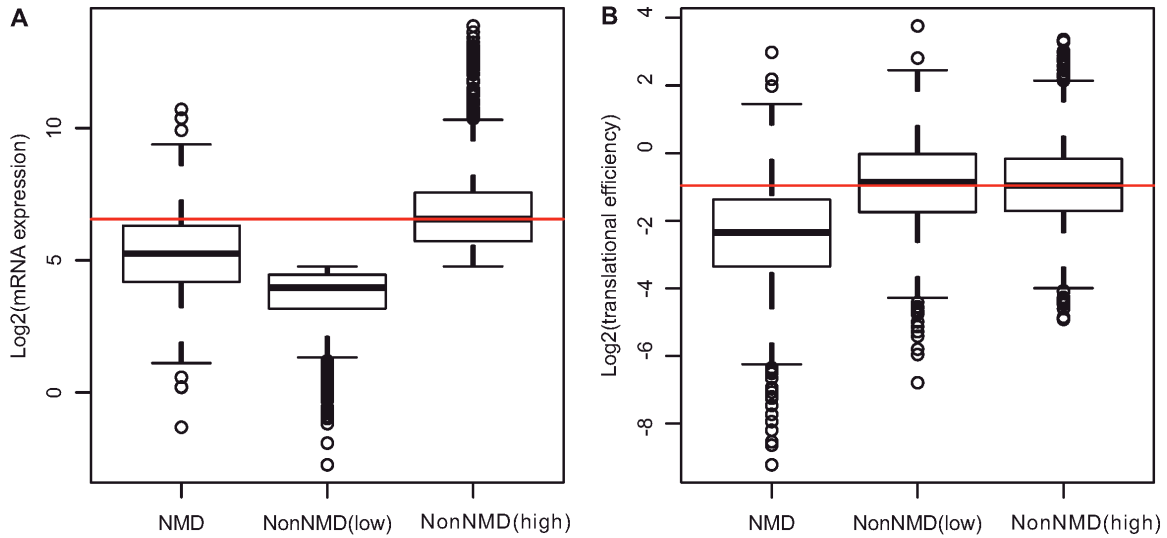 A
Log2(mRNA expression)
10
5
0
NMD
NonNMD(low)
NonNMD(high)
B
Log2(translational efficiency)
4
2
0
-2
-4
-6
-8
NMD
NonNMD(low)
NonNMD(high)